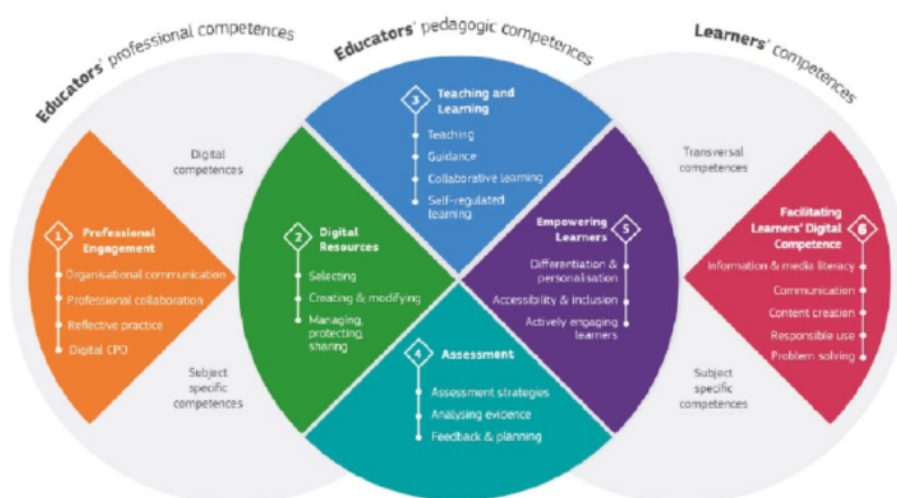 Educators' professional competences
Educators' pedagogic competences
Learners' competences
Digital
competences
Subject
specific
competences
Transversal
competences
Subject
specific
competences
1
Professional
Engagement
Organisational communication
Professional collaboration
Reflective practice
Digital CPD
2
Digital
Resources
Selecting
Creating & modifying
Managing,
protecting,
sharing
3
Teaching and
Learning
Teaching
Guidance
Collaborative learning
Self-regulated
learning
4
Assessment
Assessment strategies
Analysing evidence
Feedback & planning
5
Empowering
Learners
Differentiation &
personalisation
Accessibility & inclusion
Actively engaging
learners
6
Facilitating
Learners' Digital
Competence
Information & media literacy
Communication
Content creation
Responsible use
Problem solving